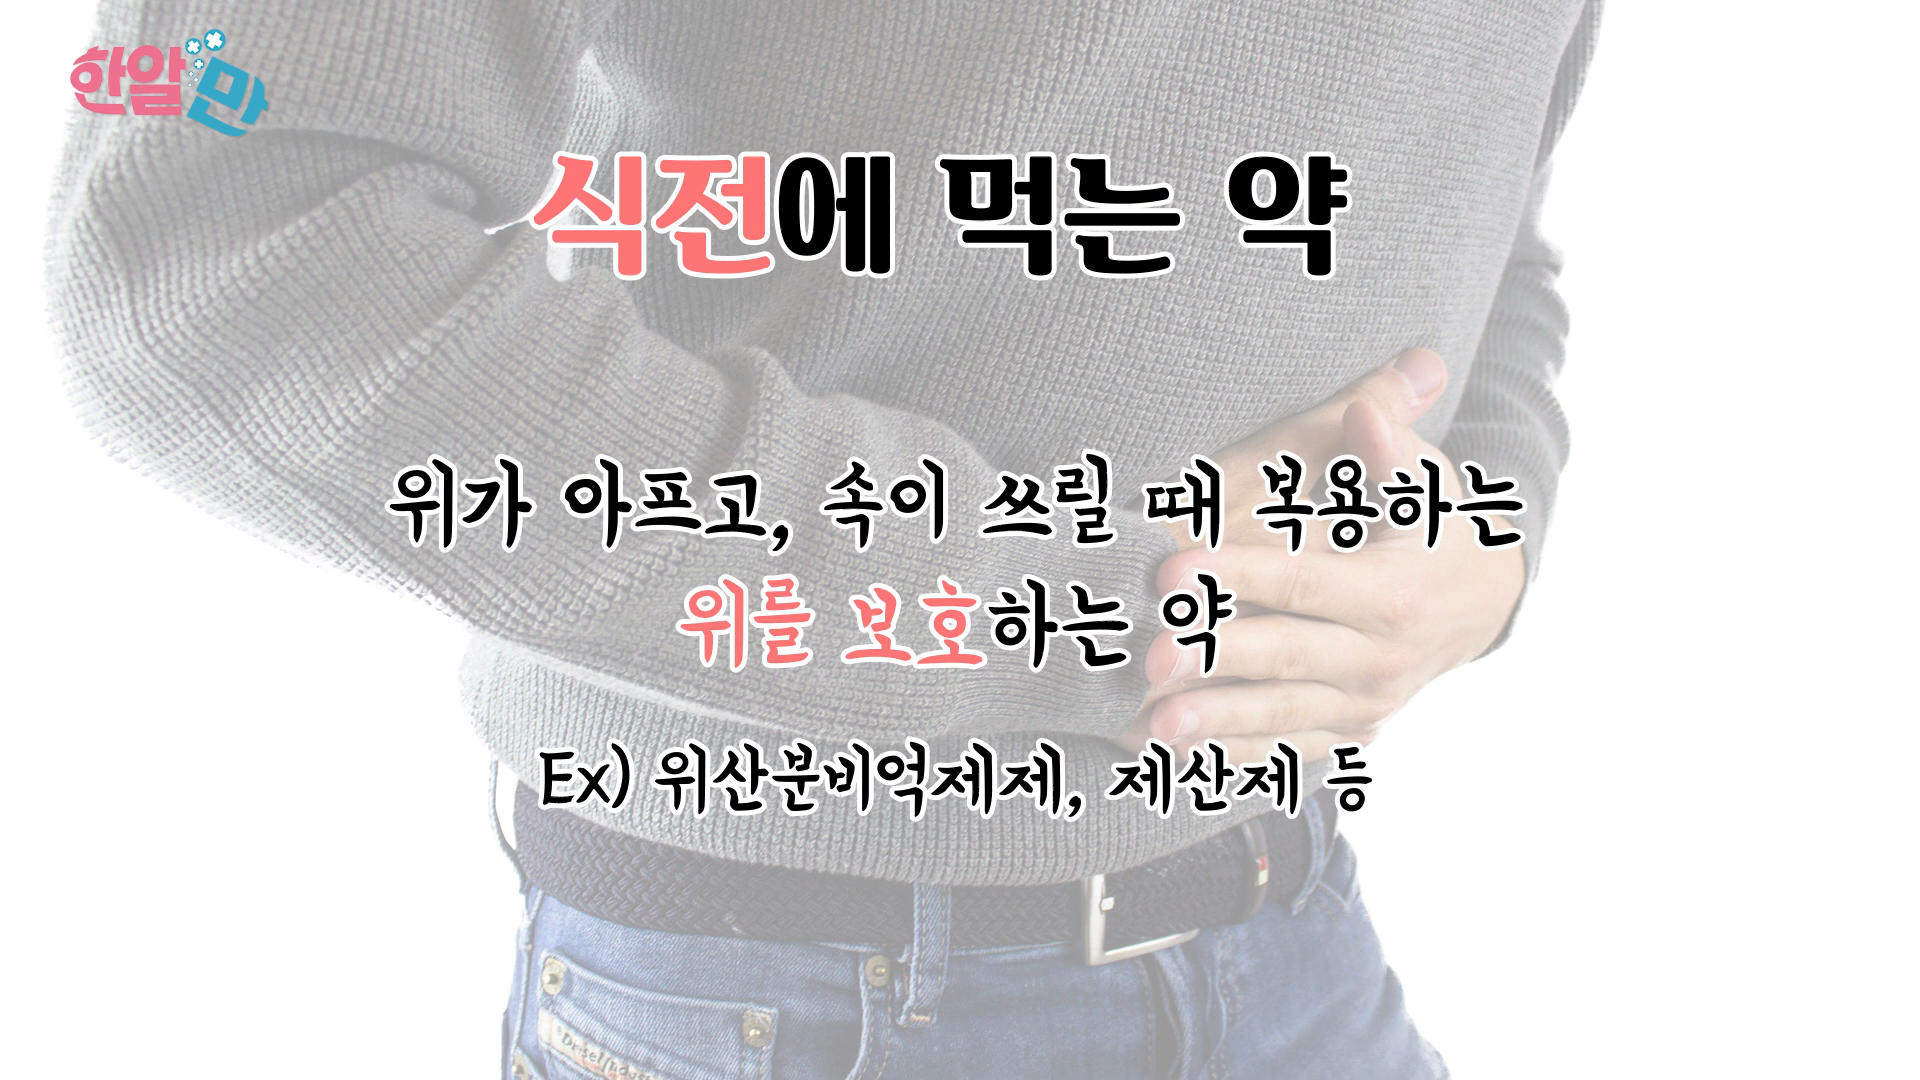 한알만
식전에 먹는 약
위가 아프고, 속이 쓰릴 때 복용하는
위를 보호하는 약
Ex) 위산분비억제제, 제산제 등